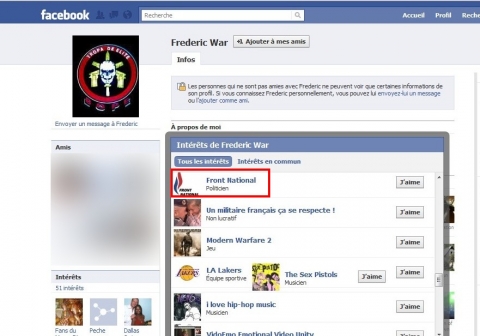 facebook
Recherche
Accueil Profil
TROPA DE ELITE
Frederic War
Ajouter à mes amis
Infos
Les personnes qui ne sont pas amies avec Frederic ne peuvent voir que certaines informations de
son profil. Si vous connaissez Frederic personnellement, vous pouvez lui envoyez-lui un message
ou l'ajouter comme ami.
Envoyer un message à Frederic
À propos de moi
Amis
Intérêts de Frederic War
Tous les intérêts Intérêts en commun
Front National
Politicien
FRONT NATIONAL
J'aime
Un militaire français ça se respecte !
Non lucratif
J'aime
Modern Warfare 2
Jeu
J'aime
LA Lakers
Équipe sportive
J'aime
The Sex Pistols
Musicien
J'aime
i love hip-hop music
Musicien
J'aime
VidoEmo Emotional Video Unity
Intérêts
51 intérêts
Fans du
Peche
Dallas